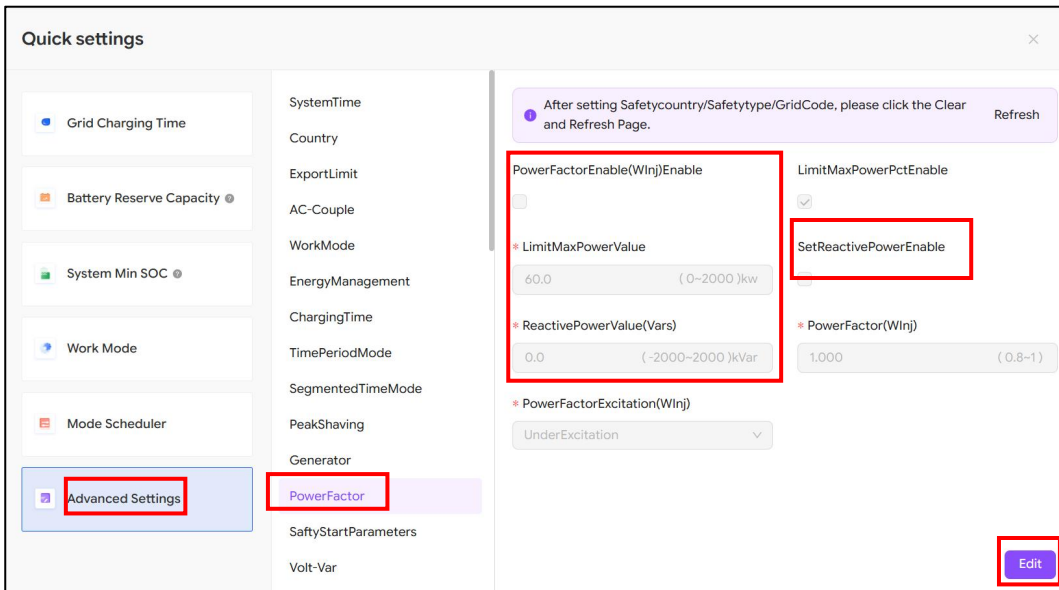 Quick settings
Grid Charging Time
Battery Reserve Capacity
System Min SOC
Work Mode
Mode Scheduler
Advanced Settings
SystemTime
Country
ExportLimit
AC-Couple
WorkMode
EnergyManagement
ChargingTime
TimePeriodMode
SegmentedTimeMode
PeakShaving
Generator
PowerFactor
SaftyStartParameters
Volt-Var
After setting Safetycountry/Safetytype/GridCode, please click the Clear
and Refresh Page.
Refresh
PowerFactorEnable(WInj)Enable
LimitMaxPowerPctEnable
* LimitMaxPowerValue
60.0 (0~2000)kw
SetReactivePowerEnable
* ReactivePowerValue(Vars)
0.0 (-2000~2000)kVar
* PowerFactor(WInj)
1.000 (0.8~1)
* PowerFactorExcitation(WInj)
UnderExcitation
Edit